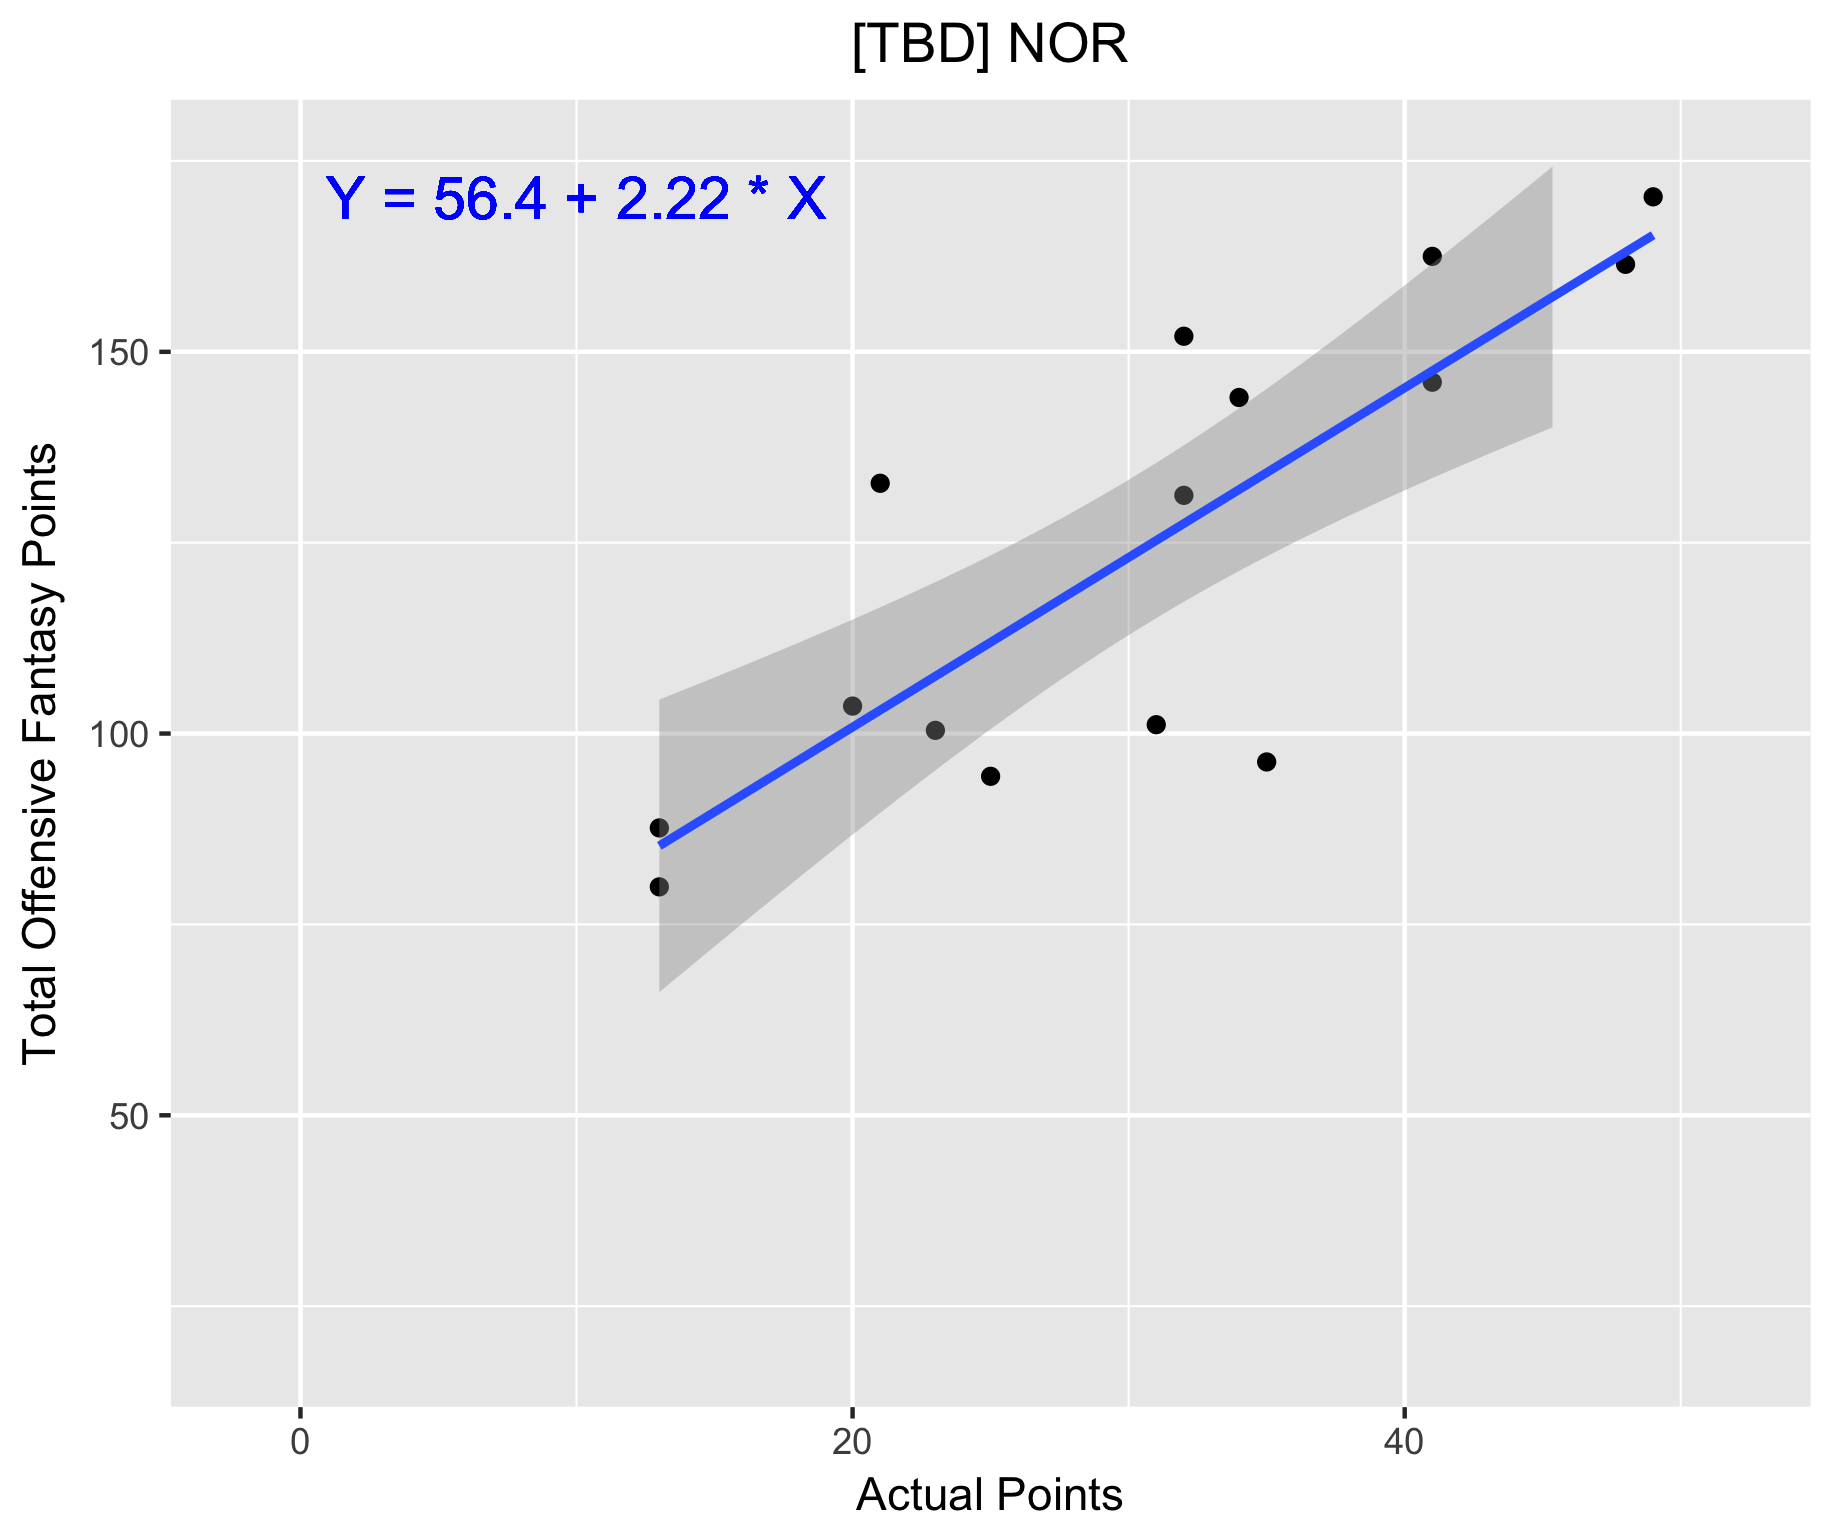 [TBD] NOR
Y = 56.4 + 2.22 * X
150
100
50
Total Offensive Fantasy Points
0 20 40
Actual Points